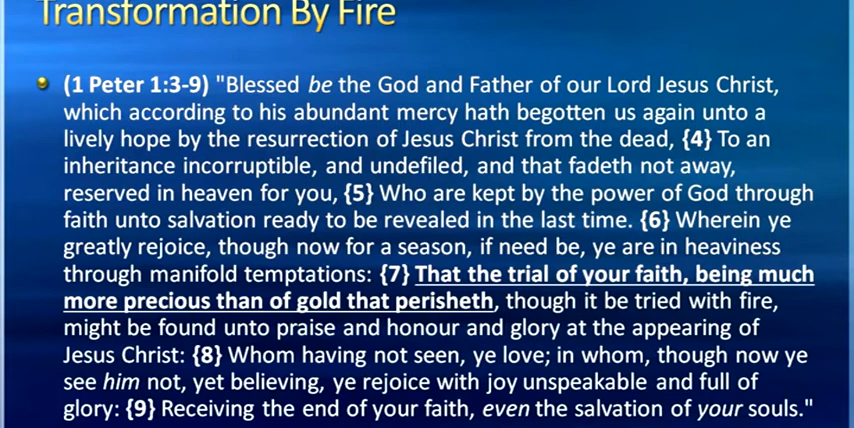 Transformation By Fire
(1 Peter 1:3-9) "Blessed be the God and Father of our Lord Jesus Christ,
which according to his abundant mercy hath begotten us again unto a
lively hope by the resurrection of Jesus Christ from the dead, {4} To an
inheritance incorruptible, and undefiled, and that fadeth not away,
reserved in heaven for you, {5} Who are kept by the power of God through
faith unto salvation ready to be revealed in the last time. {6} Wherein ye
greatly rejoice, though now for a season, if need be, ye are in heaviness
through manifold temptations: {7} That the trial of your faith, being much
more precious than of gold that perisheth, though it be tried with fire,
might be found unto praise and honour and glory at the appearing of
Jesus Christ: {8} Whom having not seen, ye love; in whom, though now ye
see him not, yet believing, ye rejoice with joy unspeakable and full of
glory: {9} Receiving the end of your faith, even the salvation of your souls."